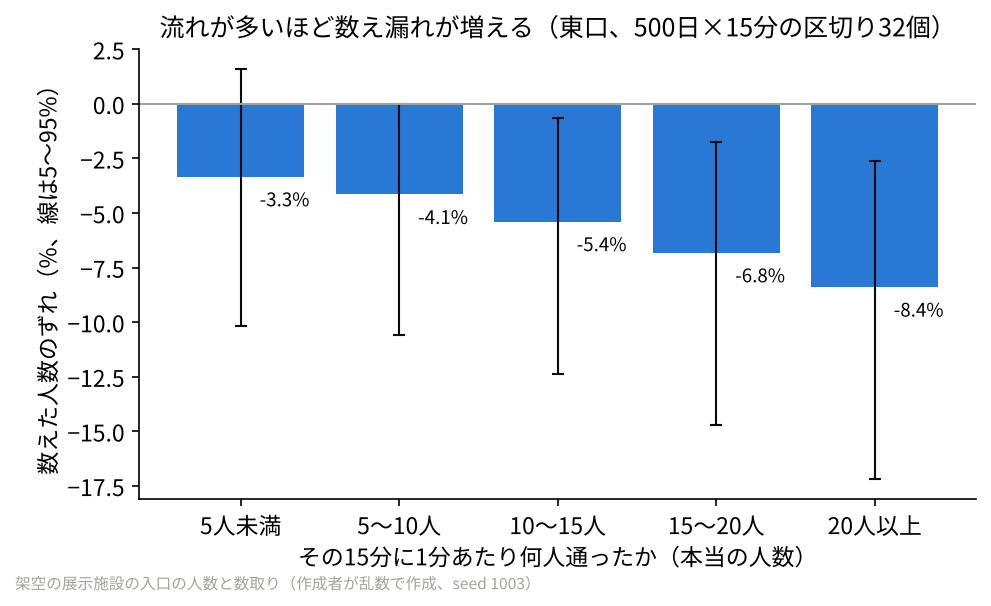 流れが多いほど数え漏れが増える（東口、500日×15分の区切り32個）
数えた人数のずれ（%、線は5～95%）
2.5
0.0
−2.5
−5.0
−7.5
−10.0
−12.5
−15.0
−17.5
-3.3%
-4.1%
-5.4%
-6.8%
-8.4%
5人未満
5～10人
10～15人
15～20人
20人以上
その15分に1分あたり何人通ったか（本当の人数）
架空の展示施設の入口の人数と数取り（作成者が乱数で作成、seed 1003）